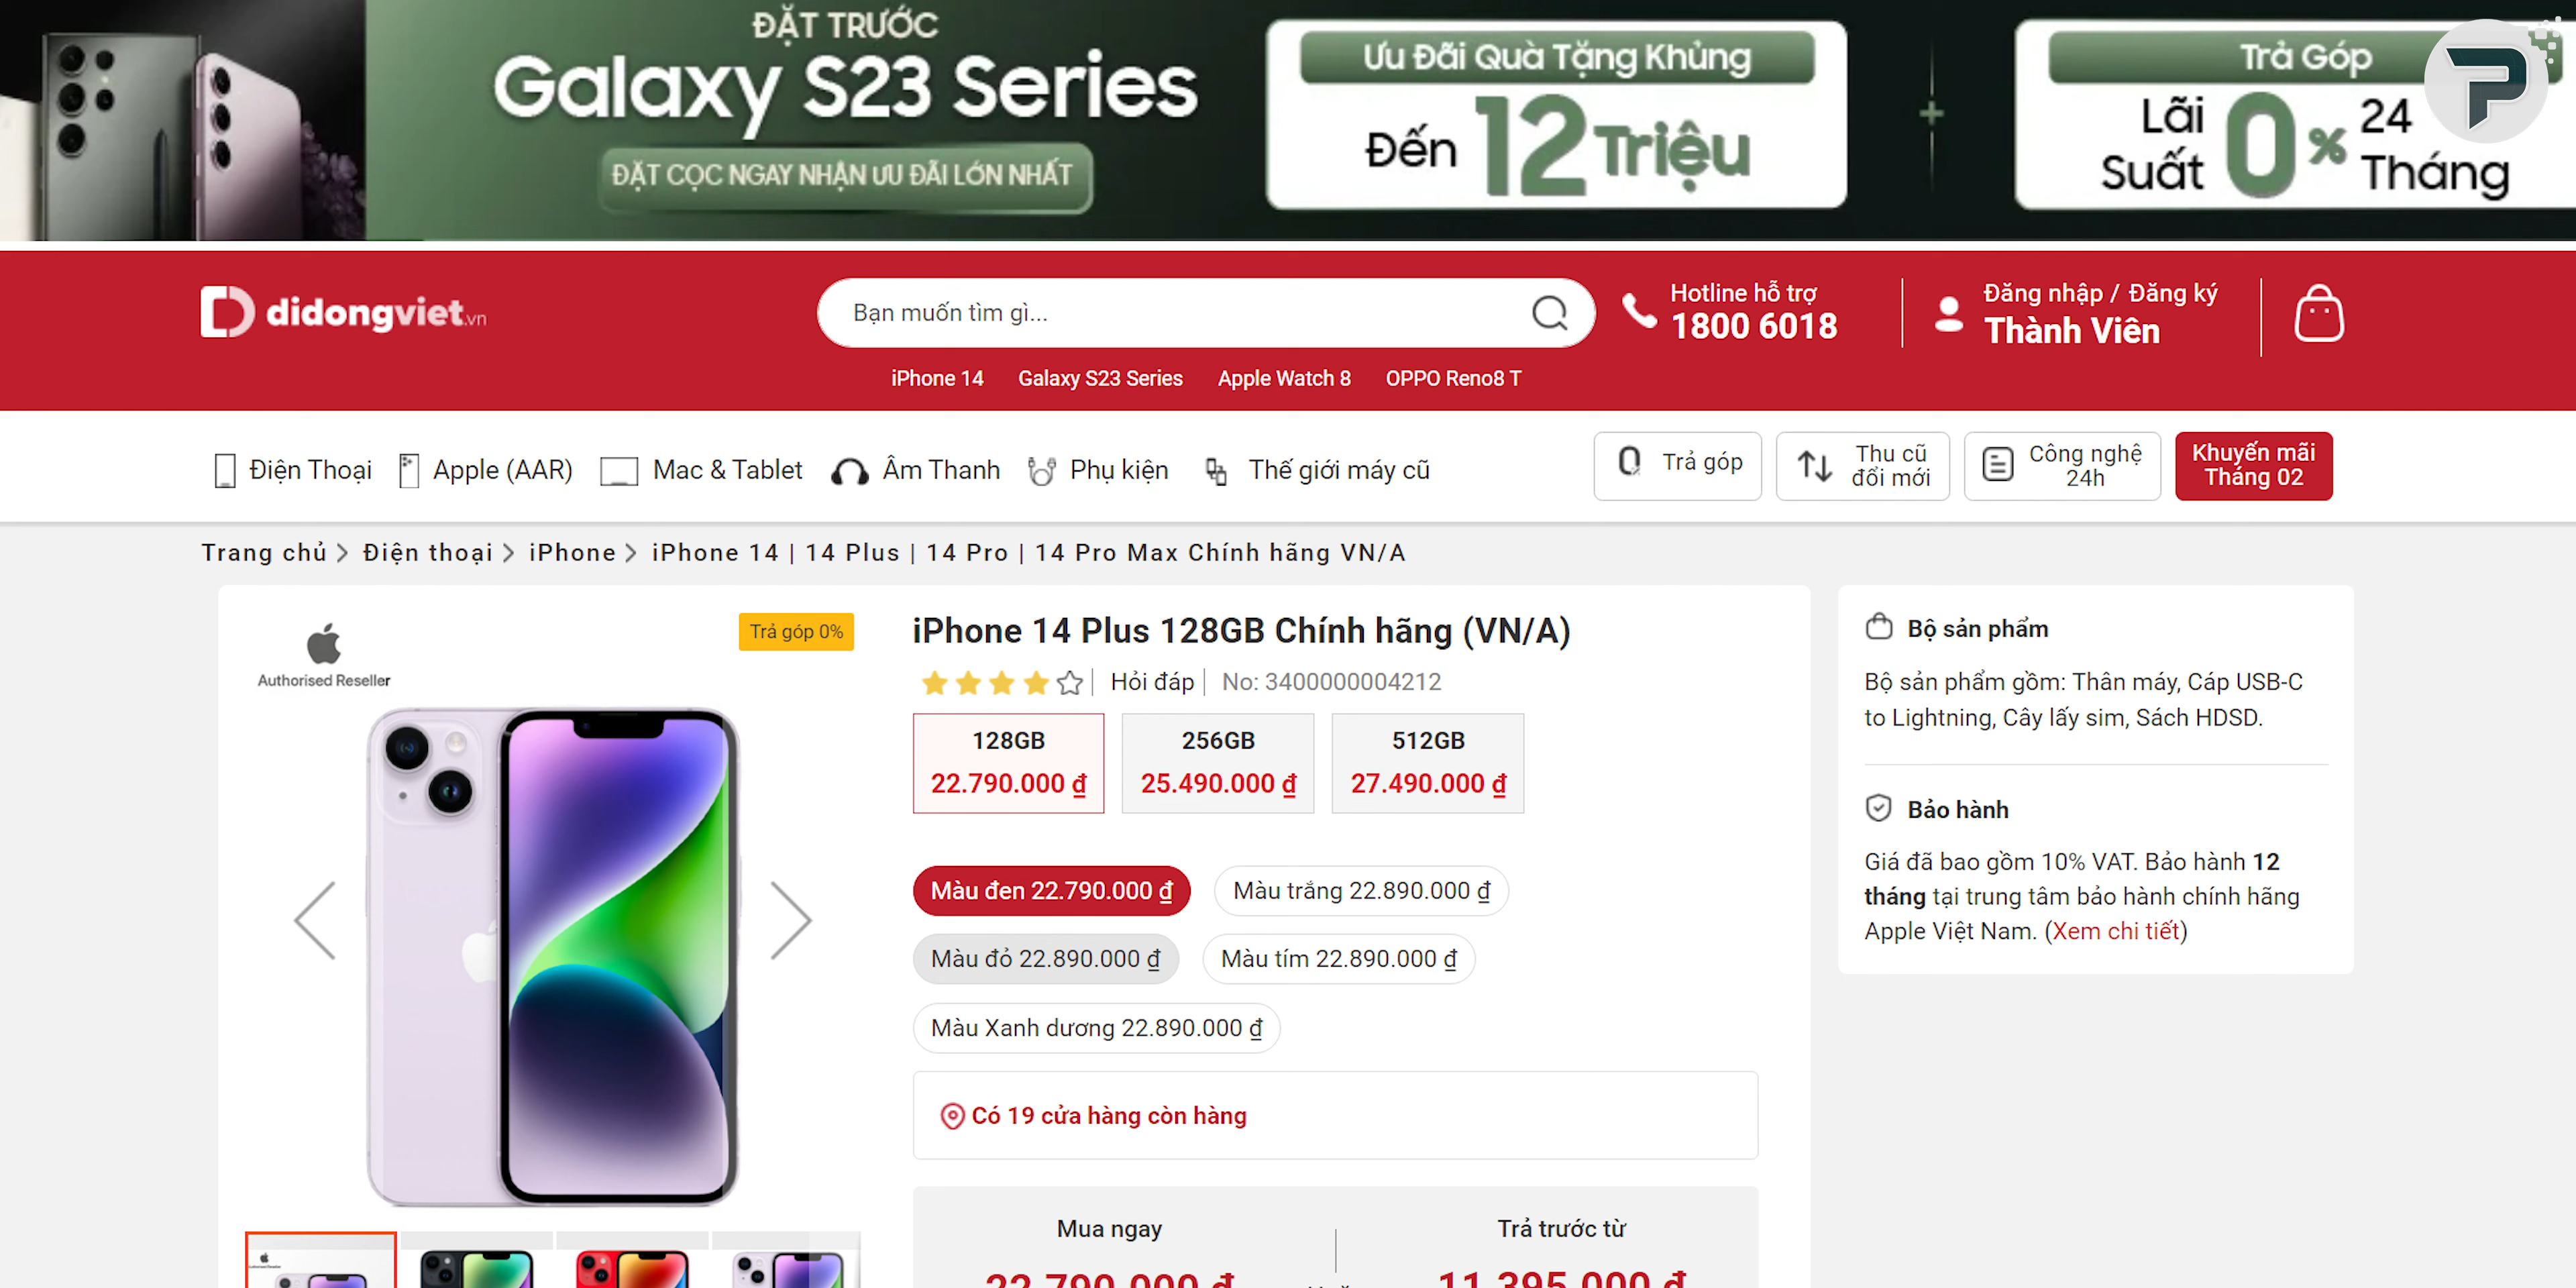 ĐẶT TRƯỚC
Galaxy S23 Series
ĐẶT CỌC NGAY NHẬN ƯU ĐÃI LỚN NHẤT
Ưu Đãi Quà Tặng Khủng
Đến 12 Triệu
+
Trả Góp
Lãi Suất 0% 24 Tháng
didongviet.vn
Bạn muốn tìm gì...
Hotline hỗ trợ
1800 6018
Đăng nhập / Đăng ký
Thành Viên
iPhone 14 Galaxy S23 Series Apple Watch 8 OPPO Reno8 T
Điện Thoại Apple (AAR) Mac & Tablet Âm Thanh Phụ kiện Thế giới máy cũ
Trả góp
Thu cũ
đổi mới
Công nghệ
24h
Khuyến mãi
Tháng 02
Trang chủ > Điện thoại > iPhone > iPhone 14 | 14 Plus | 14 Pro | 14 Pro Max Chính hãng VN/A
Authorised Reseller
Trả góp 0%
iPhone 14 Plus 128GB Chính hãng (VN/A)
Hỏi đáp No: 3400000004212
128GB
22.790.000 ₫
256GB
25.490.000 ₫
512GB
27.490.000 ₫
Màu đen 22.790.000 ₫
Màu trắng 22.890.000 ₫
Màu đỏ 22.890.000 ₫
Màu tím 22.890.000 ₫
Màu Xanh dương 22.890.000 ₫
Có 19 cửa hàng còn hàng
Mua ngay
22.790.000 ₫
Trả trước từ
11.395.000 ₫
Bộ sản phẩm
Bộ sản phẩm gồm: Thân máy, Cáp USB-C
to Lightning, Cây lấy sim, Sách HDSD.
Bảo hành
Giá đã bao gồm 10% VAT. Bảo hành 12
tháng tại trung tâm bảo hành chính hãng
Apple Việt Nam. (Xem chi tiết)